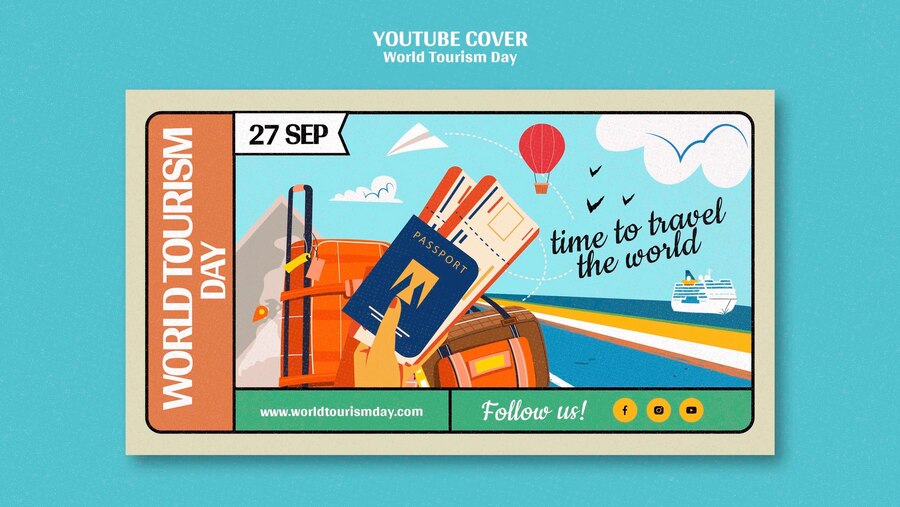 YOUTUBE COVER
World Tourism Day
WORLD TOURISM
DAY
27 SEP
PASSPORT
time to travel
the world
www.worldtourismday.com
Follow us!